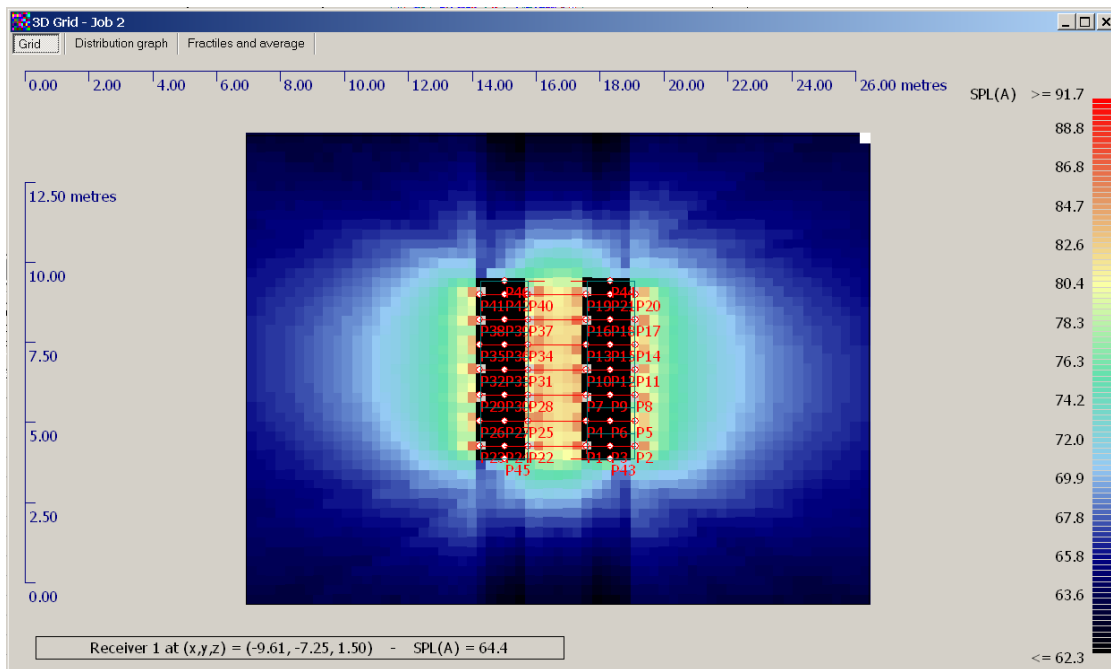 3D Grid - Job 2
Grid Distribution graph Fractiles and average
0.00 2.00 4.00 6.00 8.00 10.00 12.00 14.00 16.00 18.00 20.00 22.00 24.00 26.00 metres
SPL(A) >= 91.7
88.8
86.8
84.7
82.6
80.4
78.3
76.3
74.2
72.0
69.9
67.8
65.8
63.6
<= 62.3
12.50 metres
10.00
7.50
5.00
2.50
0.00
P41 P40 P19 P21 P20
P38 P37 P16 P18 P17
P35 P34 P13 P15 P14
P32 P31 P10 P12 P11
P29 P28 P7 P9 P8
P26 P27 P25 P4 P6 P5
P23 P22 P1 P3 P2
P45 P43
Receiver 1 at (x,y,z) = (-9.61, -7.25, 1.50) - SPL(A) = 64.4